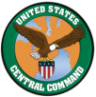 UNITED STATES
CENTRAL COMMAND